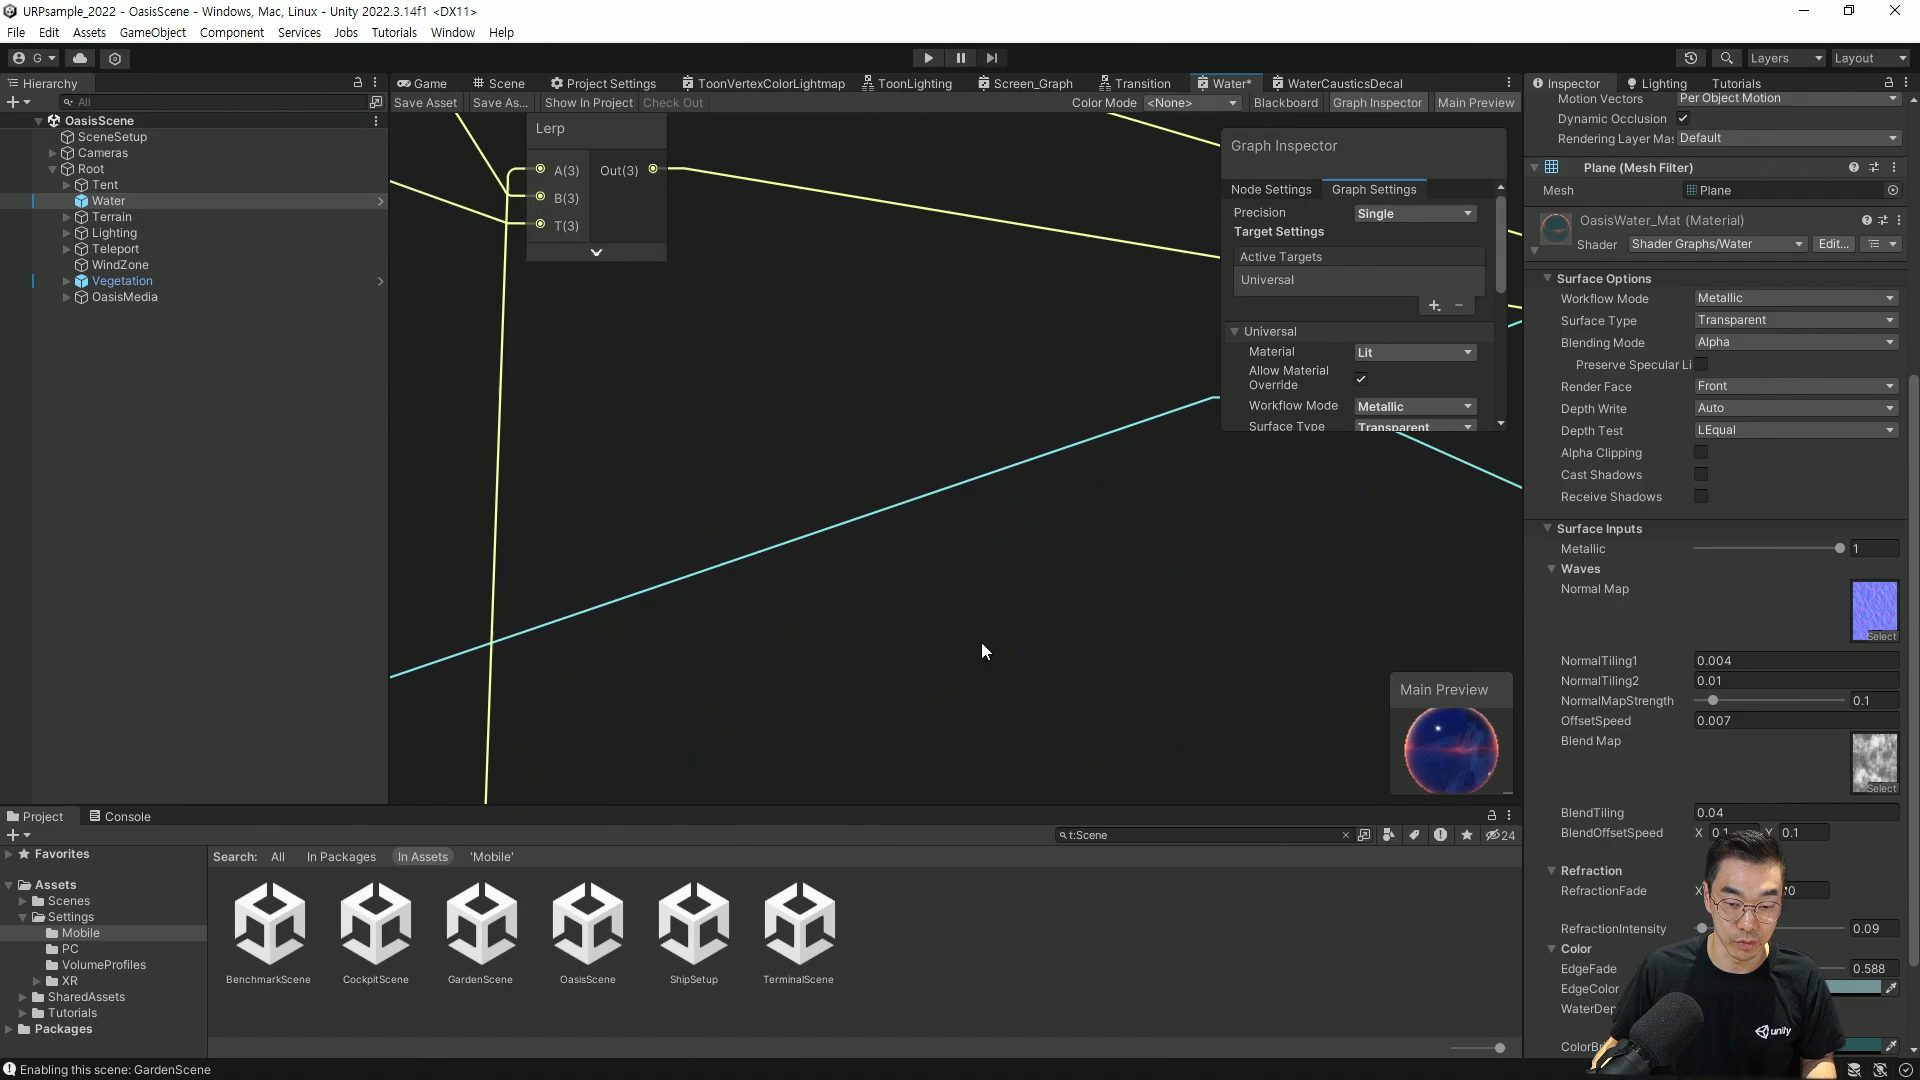 URPsample_2022 - OasisScene - Windows, Mac, Linux - Unity 2022.3.14f1 <DX11>
File Edit Assets GameObject Component Services Jobs Tutorials Window Help
G
Layers Layout
Hierarchy
All
OasisScene
SceneSetup
Cameras
Root
Tent
Water
Terrain
Lighting
Teleport
WindZone
Vegetation
OasisMedia
Game Scene Project Settings ToonVertexColorLightmap ToonLighting Screen_Graph Transition Water* WaterCausticsDecal
Save Asset Save As... Show In Project Check Out Color Mode <None> Blackboard Graph Inspector Main Preview
Lerp
A(3) Out(3)
B(3)
T(3)
Graph Inspector
Node Settings Graph Settings
Precision Single
Target Settings
Active Targets
Universal
+ -
Universal
Material Lit
Allow Material
Override
Workflow Mode Metallic
Surface Type Transparent
Main Preview
Inspector Lighting Tutorials
Motion Vectors Per Object Motion
Dynamic Occlusion
Rendering Layer Mas Default
Plane (Mesh Filter)
Mesh Plane
OasisWater_Mat (Material)
Shader Shader Graphs/Water Edit...
Surface Options
Workflow Mode Metallic
Surface Type Transparent
Blending Mode Alpha
Preserve Specular Li
Render Face Front
Depth Write Auto
Depth Test LEqual
Alpha Clipping
Cast Shadows
Receive Shadows
Surface Inputs
Metallic 1
Waves
Normal Map
Select
NormalTiling1 0.004
NormalTiling2 0.01
NormalMapStrength 0.1
OffsetSpeed 0.007
Blend Map
Select
BlendTiling 0.04
BlendOffsetSpeed X 0.1 Y 0.1
Refraction
RefractionFade X
RefractionIntensity 0.09
Color
EdgeFade 0.588
EdgeColor
unity
Project Console
t:Scene
24
Favorites
Assets
Scenes
Settings
Mobile
PC
VolumeProfiles
XR
SharedAssets
Tutorials
Packages
Search: All In Packages In Assets 'Mobile'
BenchmarkScene CockpitScene GardenScene OasisScene ShipSetup TerminalScene
Enabling this scene: GardenScene